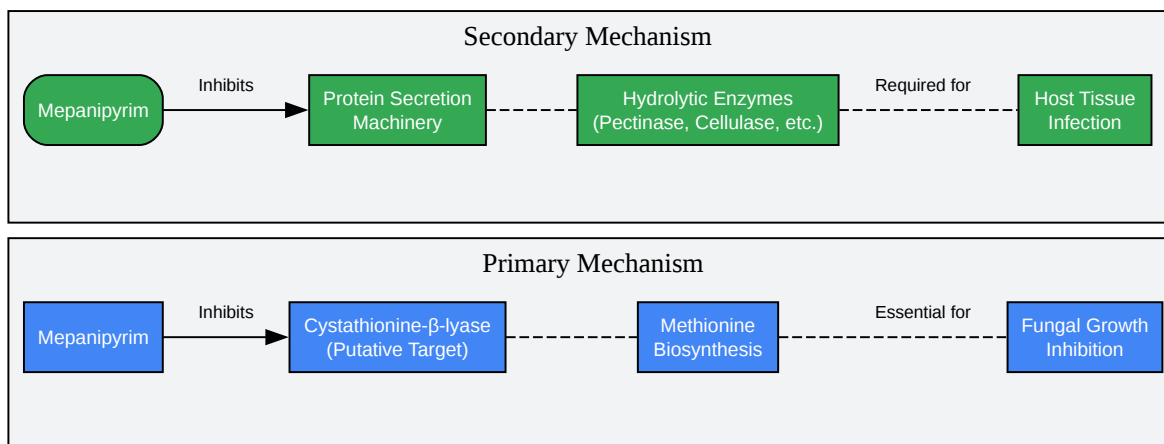 Secondary Mechanism
Mepanipyrim
Inhibits
Protein Secretion
Machinery
Hydrolytic Enzymes
(Pectinase, Cellulase, etc.)
Required for
Host Tissue
Infection
Primary Mechanism
Mepanipyrim
Inhibits
Cystathionine-β-lyase
(Putative Target)
Methionine
Biosynthesis
Essential for
Fungal Growth
Inhibition